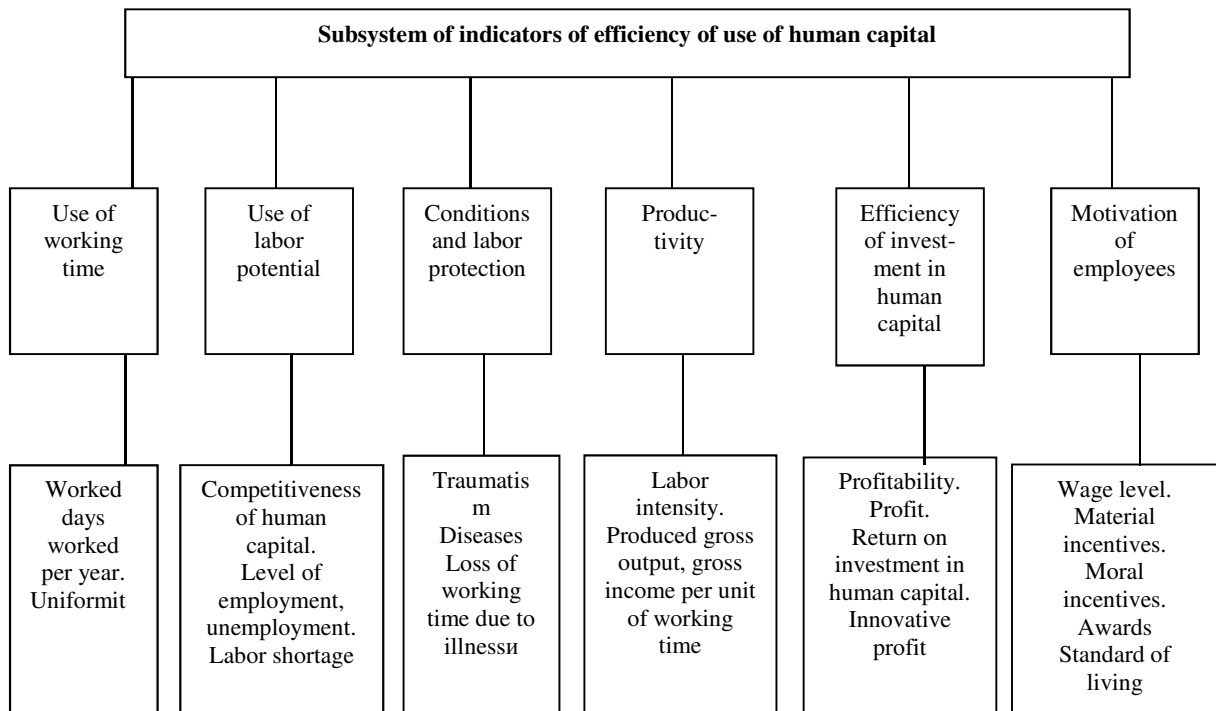 Subsystem of indicators of efficiency of use of human capital
Use of
working
time
Use of
labor
potential
Conditions
and labor
protection
Produc-
tivity
Efficiency
of invest-
ment in
human
capital
Motivation
of
employees
Worked
days
worked
per year.
Uniformit
Competitiveness
of human
capital.
Level of
employment,
unemployment.
Labor shortage
Traumatis
m
Diseases
Loss of
working
time due to
illnessи
Labor
intensity.
Produced gross
output, gross
income per unit
of working
time
Profitability.
Profit.
Return on
investment in
human capital.
Innovative
profit
Wage level.
Material
incentives.
Moral
incentives.
Awards
Standard of
living